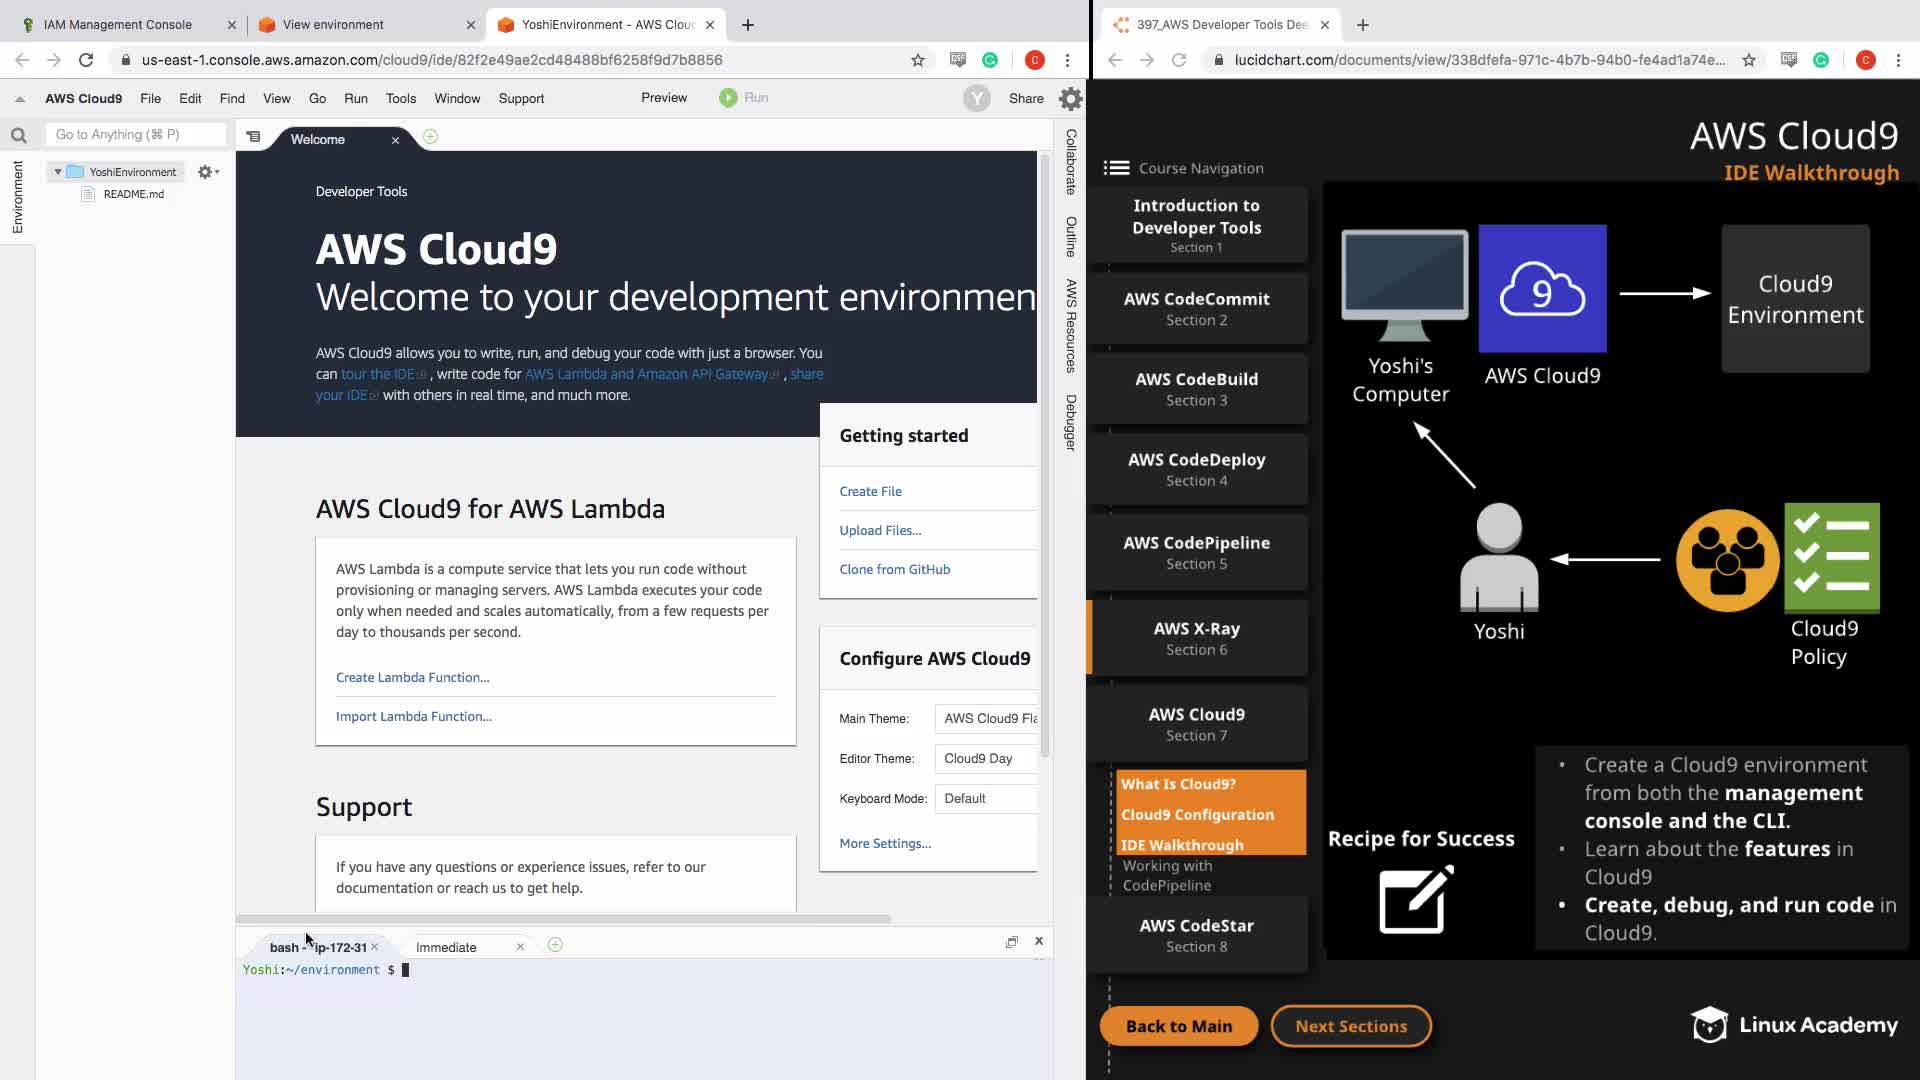 IAM Management Console
View environment
YoshiEnvironment - AWS Clou
us-east-1.console.aws.amazon.com/cloud9/ide/82f2e49ae2cd48488bf6258f9d7b8856
C
AWS Cloud9 File Edit Find View Go Run Tools Window Support Preview Run Y Share
Go to Anything (⌘ P)
Environment
YoshiEnvironment
README.md
Welcome
Developer Tools
AWS Cloud9
Welcome to your development environmen
AWS Cloud9 allows you to write, run, and debug your code with just a browser. You
can tour the IDE , write code for AWS Lambda and Amazon API Gateway , share
your IDE with others in real time, and much more.
Getting started
Create File
Upload Files...
Clone from GitHub
AWS Cloud9 for AWS Lambda
AWS Lambda is a compute service that lets you run code without
provisioning or managing servers. AWS Lambda executes your code
only when needed and scales automatically, from a few requests per
day to thousands per second.
Create Lambda Function...
Import Lambda Function...
Configure AWS Cloud9
Main Theme: AWS Cloud9 Fla
Editor Theme: Cloud9 Day
Keyboard Mode: Default
More Settings...
Support
If you have any questions or experience issues, refer to our
documentation or reach us to get help.
Collaborate
Outline
AWS Resources
Debugger
bash - "ip-172-31
Immediate
Yoshi:~/environment $
397_AWS Developer Tools Dee
lucidchart.com/documents/view/338dfefa-971c-4b7b-94b0-fe4ad1a74e...
C
AWS Cloud9
IDE Walkthrough
Course Navigation
Introduction to
Developer Tools
Section 1
AWS CodeCommit
Section 2
AWS CodeBuild
Section 3
AWS CodeDeploy
Section 4
AWS CodePipeline
Section 5
AWS X-Ray
Section 6
AWS Cloud9
Section 7
What Is Cloud9?
Cloud9 Configuration
IDE Walkthrough
Working with
CodePipeline
AWS CodeStar
Section 8
Back to Main
Next Sections
9
Yoshi's
Computer
AWS Cloud9
Cloud9
Environment
Yoshi
Cloud9
Policy
Recipe for Success
• Create a Cloud9 environment
from both the management
console and the CLI.
• Learn about the features in
Cloud9
• Create, debug, and run code in
Cloud9.
Linux Academy